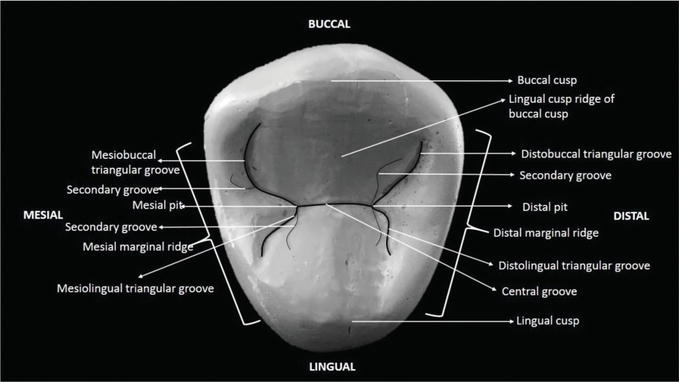 BUCCAL
Buccal cusp
Lingual cusp ridge of
buccal cusp
Mesiobuccal
triangular groove
Distobuccal triangular groove
Secondary groove
Secondary groove
Mesial pit
Distal pit
MESIAL
DISTAL
Secondary groove
Distal marginal ridge
Mesial marginal ridge
Distolingual triangular groove
Mesiolingual triangular groove
Central groove
Lingual cusp
LINGUAL